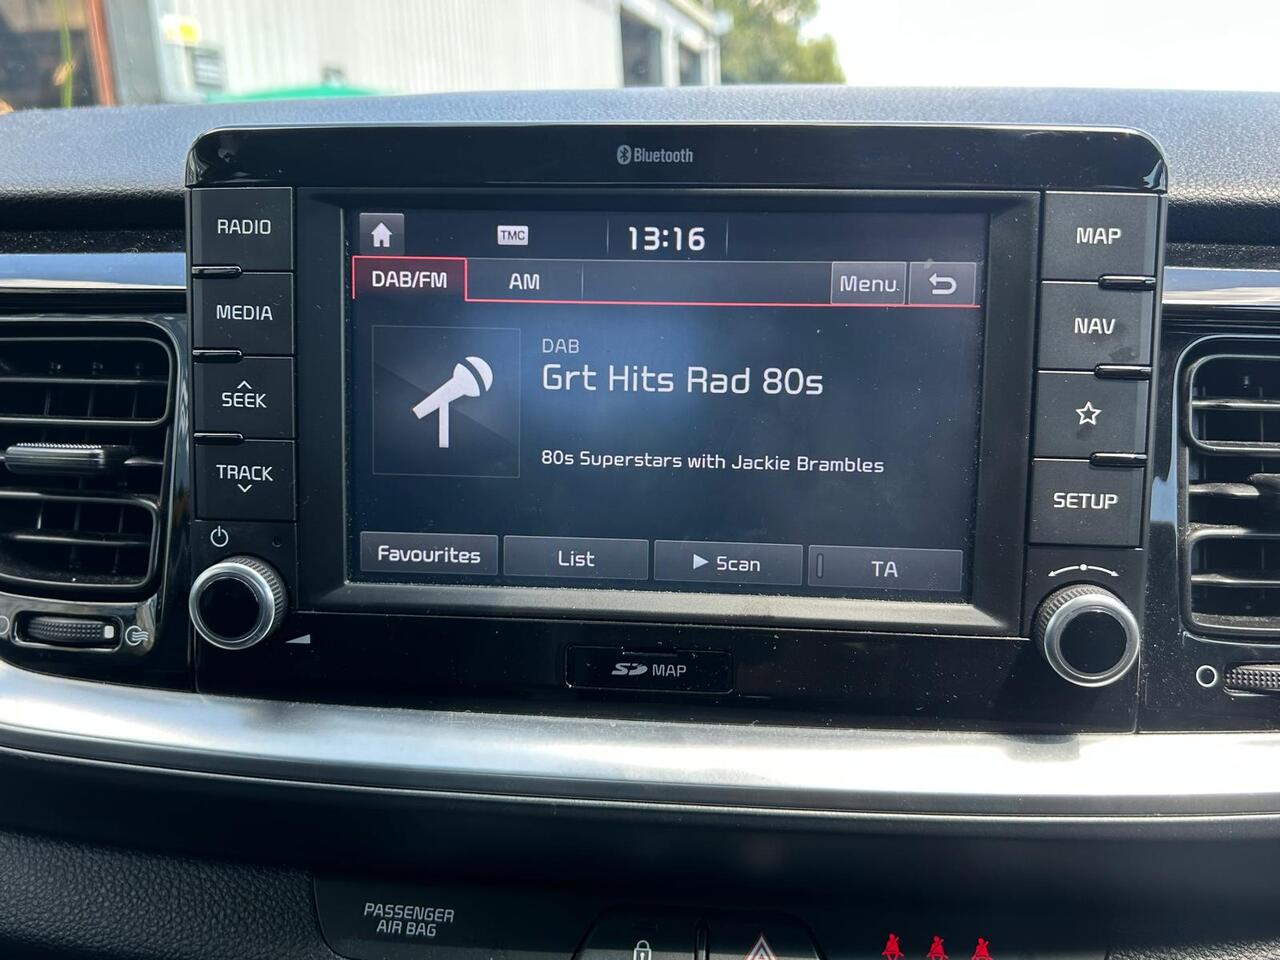 Bluetooth
RADIO
MEDIA
SEEK
TRACK
TMC
13:16
DAB/FM
AM
Menu
DAB
Grt Hits Rad 80s
80s Superstars with Jackie Brambles
Favourites
List
Scan
TA
MAP
NAV
SETUP
SD MAP
PASSENGER
AIR BAG